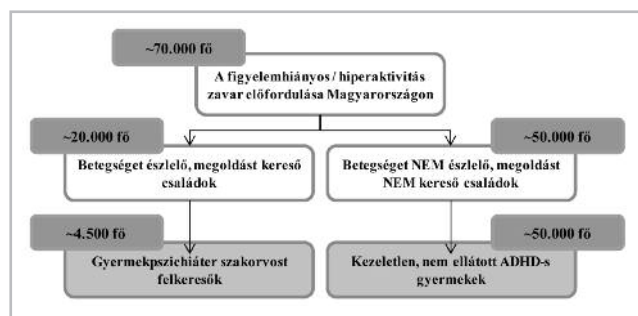 ~70.000 fő
A figyelemhiányos / hiperaktivitás
zavar előfordulása Magyarországon
~20.000 fő
~50.000 fő
Betegséget észlelő, megoldást kereső
családok
Betegséget NEM észlelő, megoldást
NEM kereső családok
~4.500 fő
~50.000 fő
Gyermekpszichiáter szakorvost
felkeresők
Kezeletlen, nem ellátott ADHD-s
gyermekek